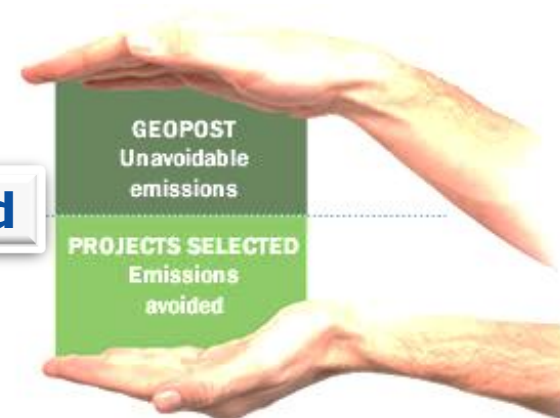 GEOPOST
Unavoidable
emissions
d
PROJECTS SELECTED
Emissions
avoided